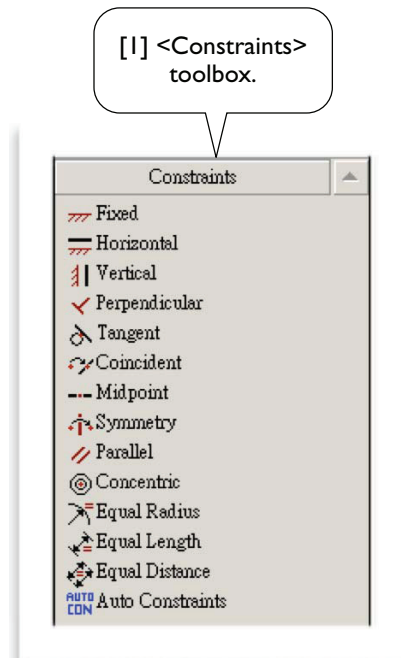 [1] <Constraints>
toolbox.
Constraints
Fixed
Horizontal
Vertical
Perpendicular
Tangent
Coincident
Midpoint
Symmetry
Parallel
Concentric
Equal Radius
Equal Length
Equal Distance
AUTO CON Auto Constraints